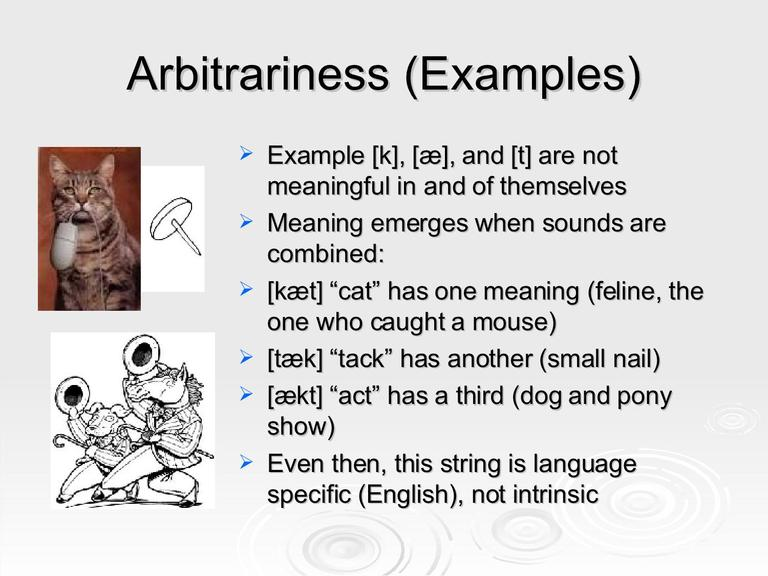 Arbitrariness (Examples)
Example [k], [æ], and [t] are not
meaningful in and of themselves
Meaning emerges when sounds are
combined:
[kæt] “cat” has one meaning (feline, the
one who caught a mouse)
[tæk] “tack” has another (small nail)
[ækt] “act” has a third (dog and pony
show)
Even then, this string is language
specific (English), not intrinsic